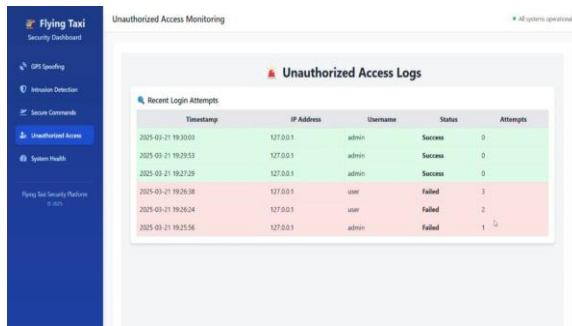 Flying Taxi
Security Dashboard
GPS Spoofing
Intrusion Detection
Secure Commands
Unauthorized Access
System Health
Flying Taxi Security Platform
© 2025
Unauthorized Access Monitoring
All systems operational
Unauthorized Access Logs
Recent Login Attempts
Timestamp IP Address Username Status Attempts
2025-03-21 19:30:03 127.0.0.1 admin Success 0
2025-03-21 19:29:53 127.0.0.1 admin Success 0
2025-03-21 19:27:29 127.0.0.1 admin Success 0
2025-03-21 19:26:38 127.0.0.1 user Failed 3
2025-03-21 19:26:24 127.0.0.1 user Failed 2
2025-03-21 19:25:56 127.0.0.1 admin Failed 1